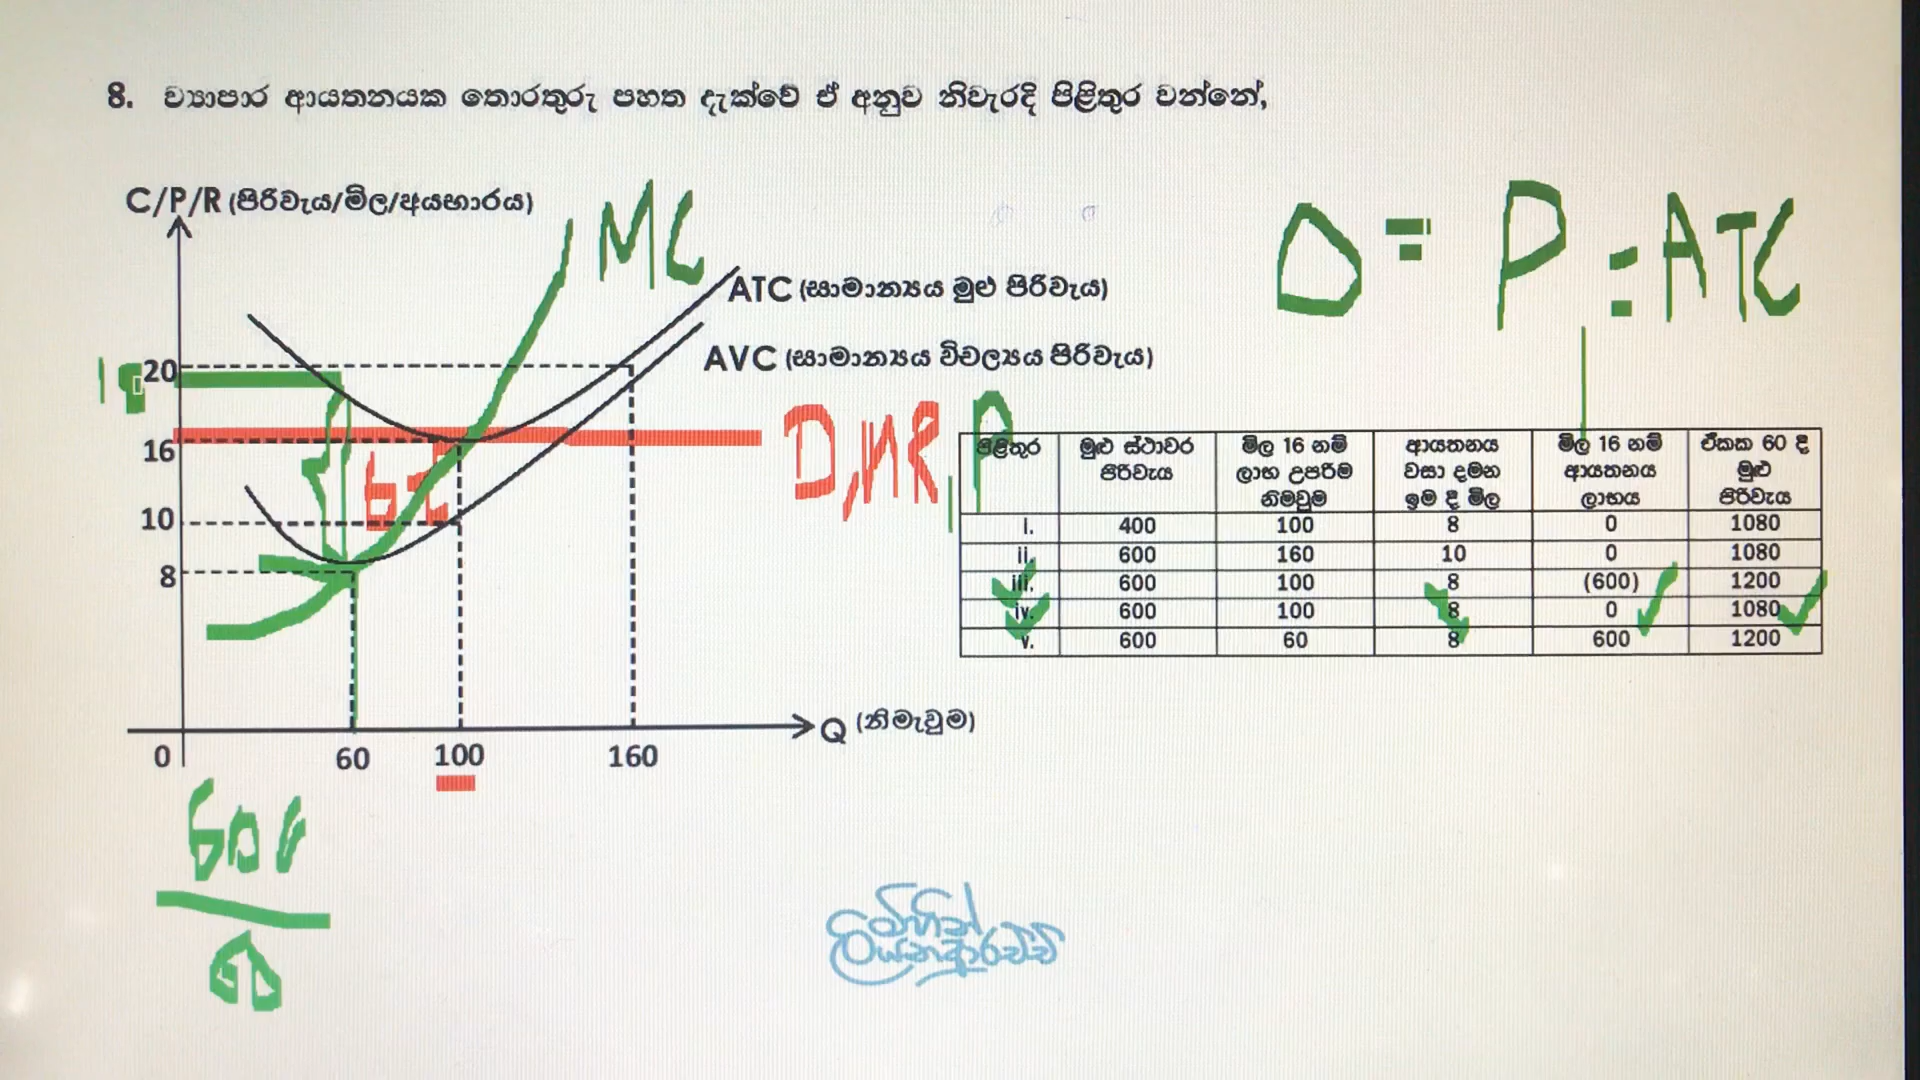 8. ව්‍යාපාර ආයතනයක තොරතුරු පහත දැක්වේ ඒ අනුව නිවැරදි පිළිතුර වන්නේ,
C/P/R (පිරිවැය/මිල/අයභාරය)
MC
D = P = ATC
ATC (සාමාන්‍යය මුළු පිරිවැය)
AVC (සාමාන්‍යය විචල්‍යය පිරිවැය)
20
16
10
8
D, MR, P
පිළිතුර මුළු ස්ථාවර පිරිවැය මිල 16 නම් ලාභ උපරිම නිමවුම ආයතනය වසා දමන ඉම දී මිල මිල 16 නම් ආයතනය ලාභය ඒකක 60 දී මුළු පිරිවැය
i. 400 100 8 0 1080
ii. 600 160 10 0 1080
iii. 600 100 8 (600) 1200
iv. 600 100 8 0 1080
v. 600 60 8 600 1200
Q (නිමැවුම)
0 60 100 160
600
60
මිහින්
ලියනආරච්චි